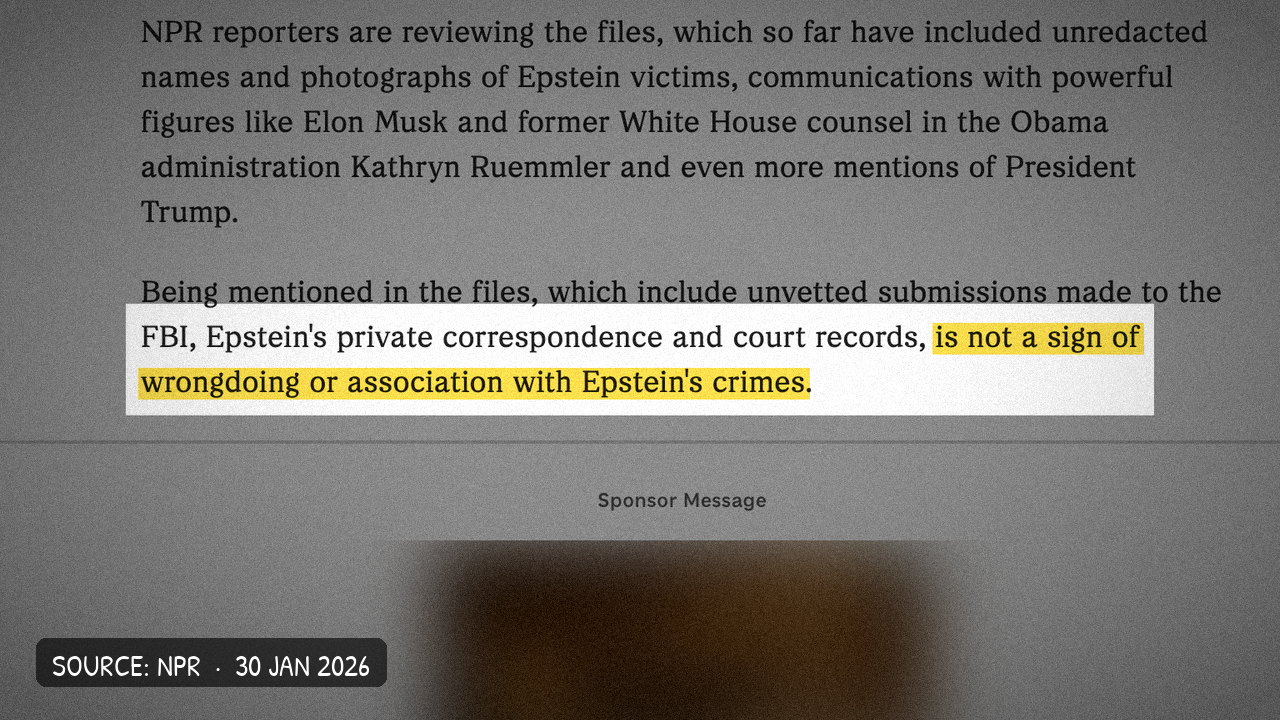 NPR reporters are reviewing the files, which so far have included unredacted
names and photographs of Epstein victims, communications with powerful
figures like Elon Musk and former White House counsel in the Obama
administration Kathryn Ruemmler and even more mentions of President
Trump.
Being mentioned in the files, which include unvetted submissions made to the
FBI, Epstein's private correspondence and court records, is not a sign of
wrongdoing or association with Epstein's crimes.
Sponsor Message
SOURCE: NPR · 30 JAN 2026